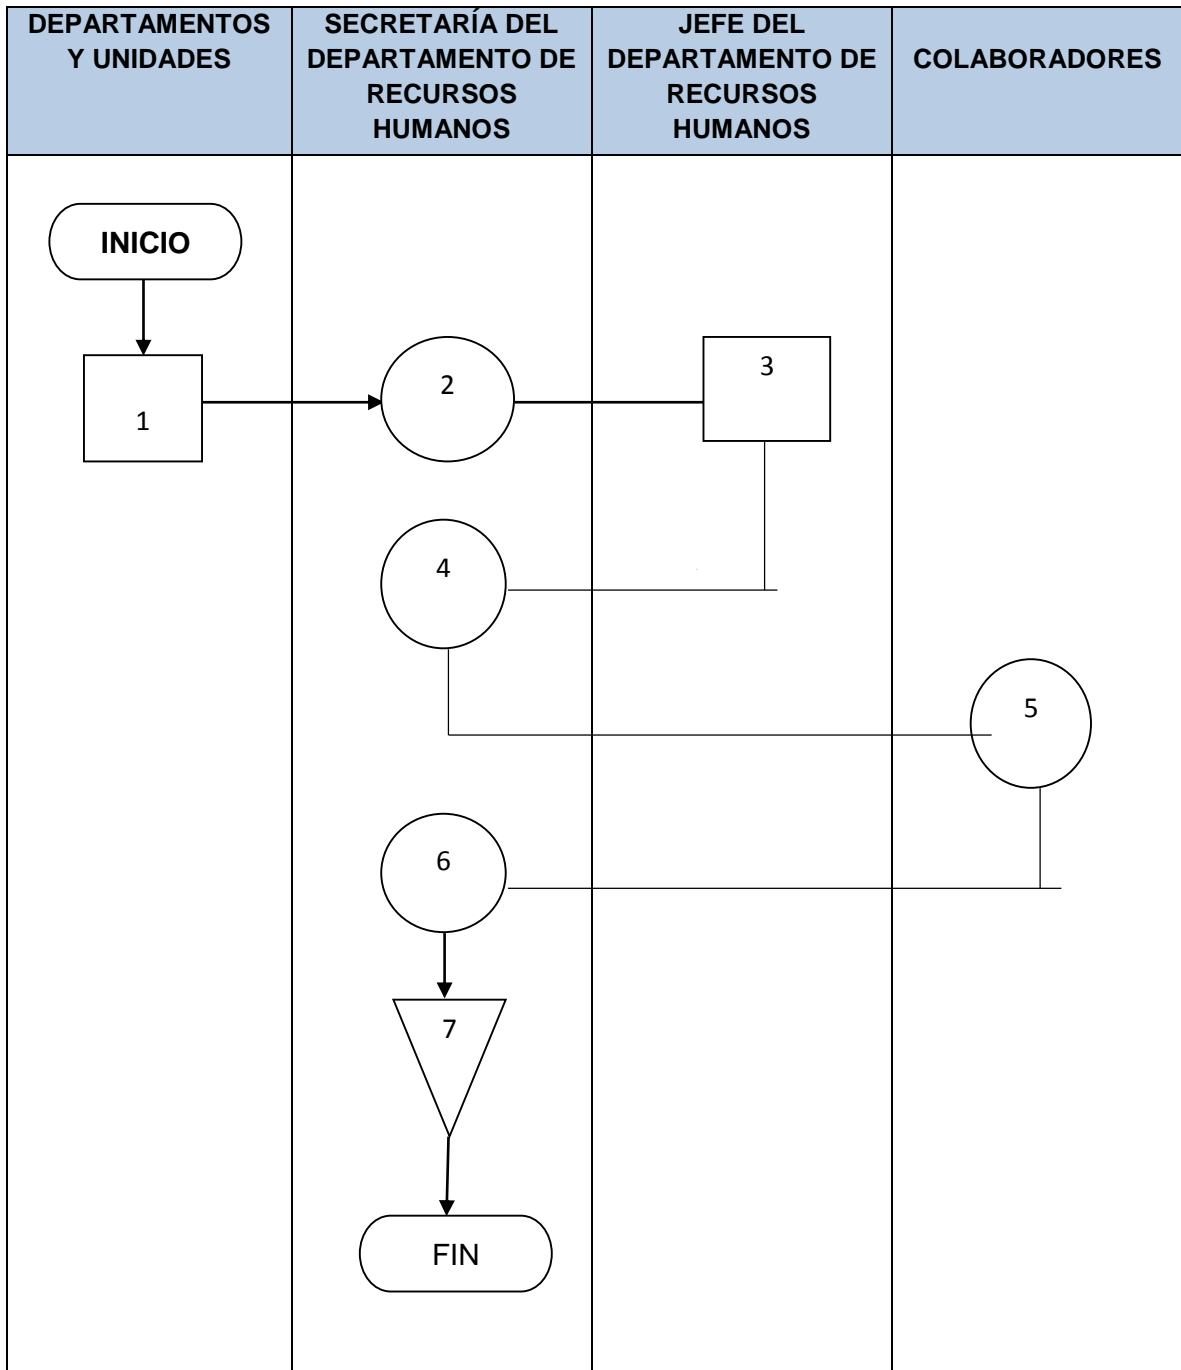 DEPARTAMENTOS
Y UNIDADES
SECRETARÍA DEL
DEPARTAMENTO DE
RECURSOS
HUMANOS
JEFE DEL
DEPARTAMENTO DE
RECURSOS
HUMANOS
COLABORADORES
INICIO
1
2
3
4
5
6
7
FIN